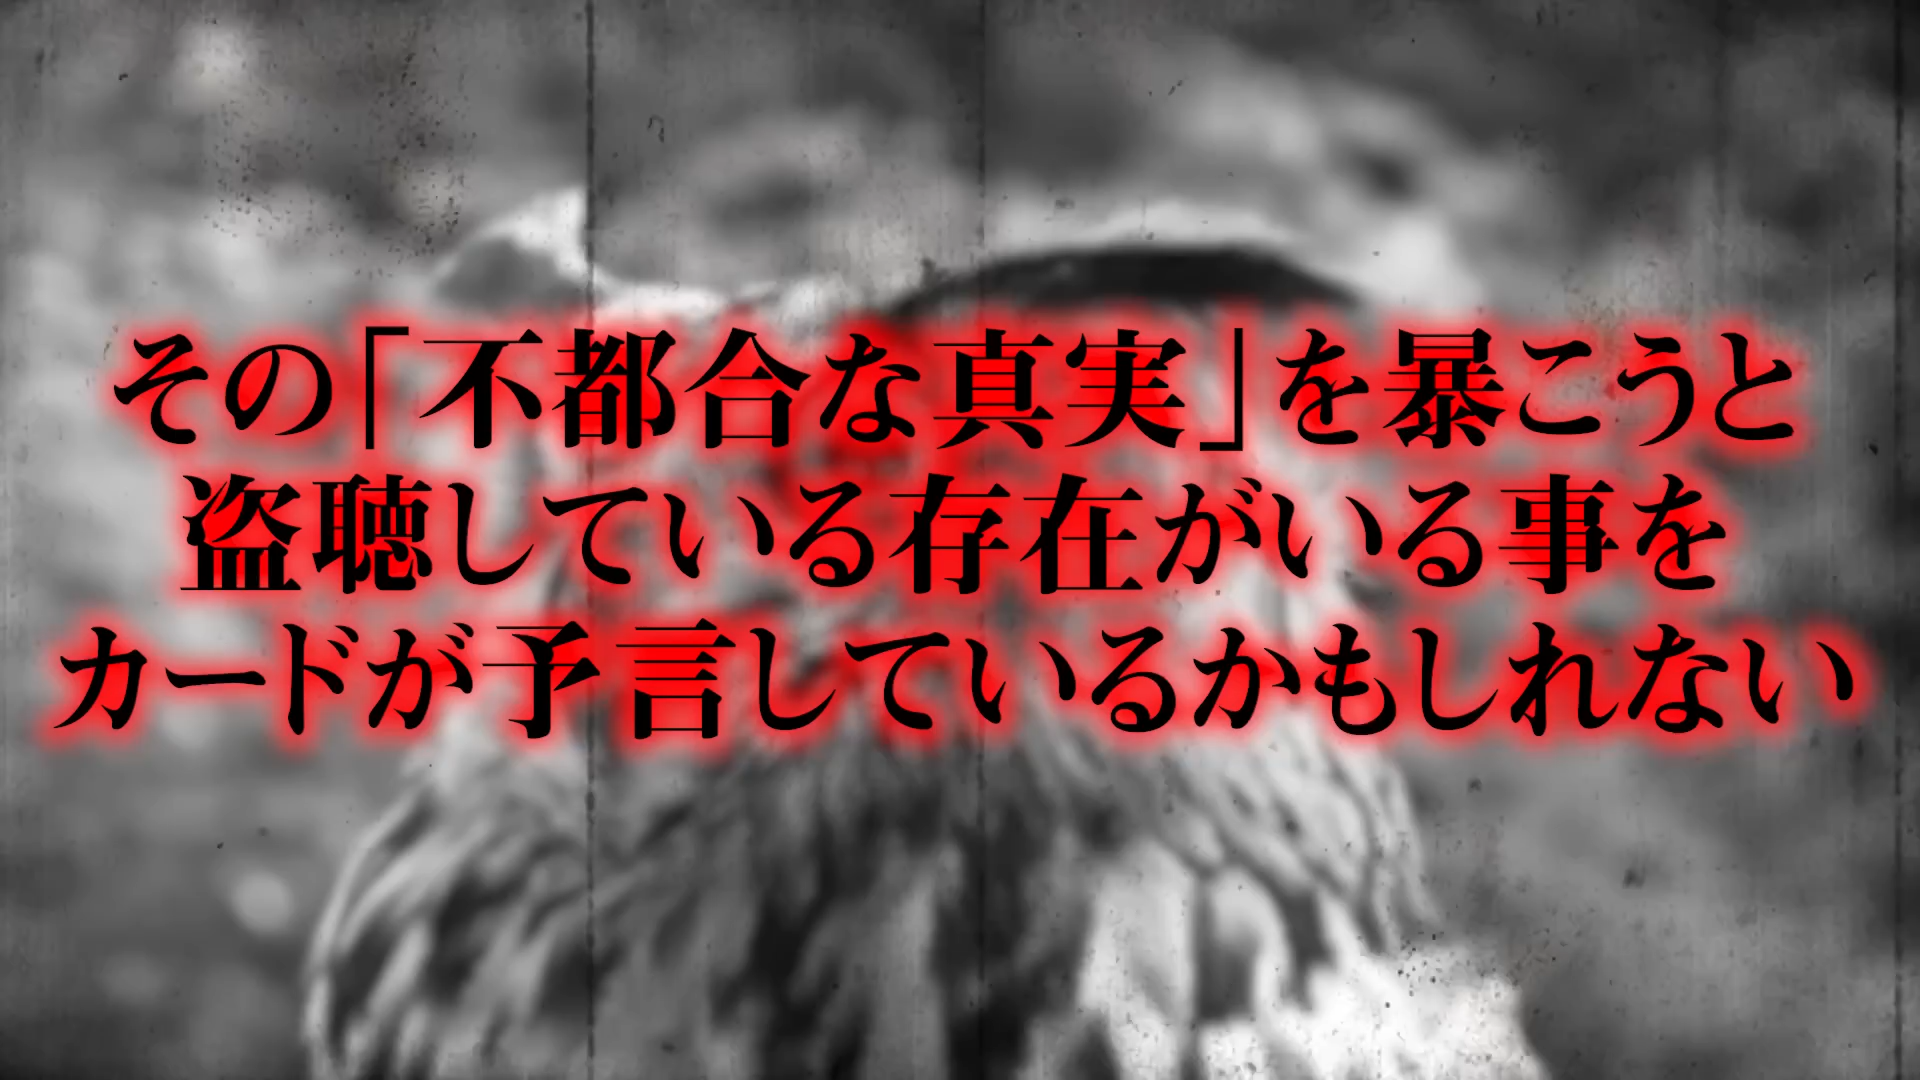 その「不都合な真実」を暴こうと
盗聴している存在がいる事を
カードが予言しているかもしれない